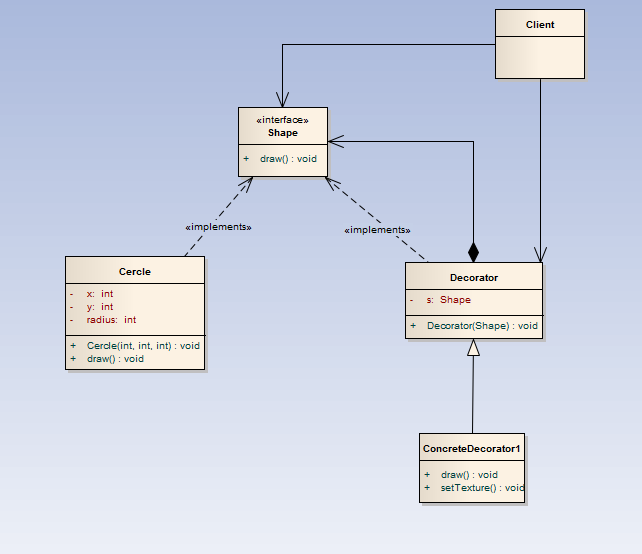 Client
«interface»
Shape
+ draw() : void
«implements»
«implements»
Cercle
- x: int
- y: int
- radius: int
+ Cercle(int, int, int) : void
+ draw() : void
Decorator
- s: Shape
+ Decorator(Shape) : void
ConcreteDecorator1
+ draw() : void
+ setTexture() : void